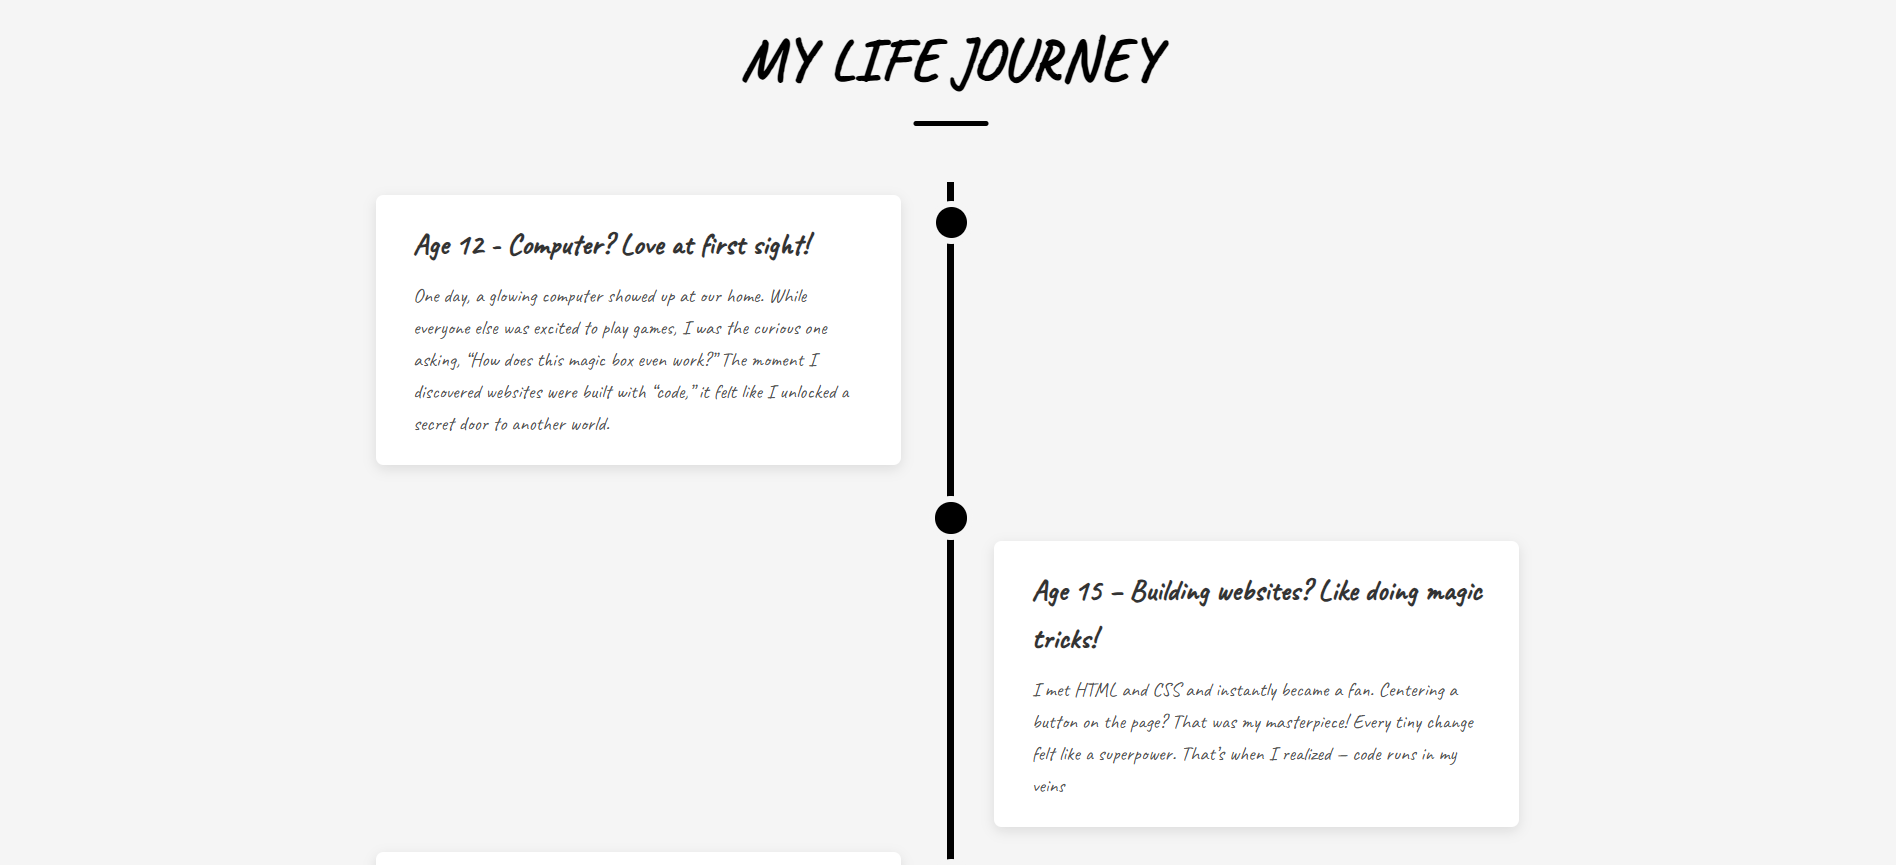 MY LIFE JOURNEY
Age 12 - Computer? Love at first sight!
One day, a glowing computer showed up at our home. While
everyone else was excited to play games, I was the curious one
asking, “How does this magic box even work?” The moment I
discovered websites were built with “code,” it felt like I unlocked a
secret door to another world.
Age 15 – Building websites? Like doing magic
tricks!
I met HTML and CSS and instantly became a fan. Centering a
button on the page? That was my masterpiece! Every tiny change
felt like a superpower. That’s when I realized – code runs in my
veins